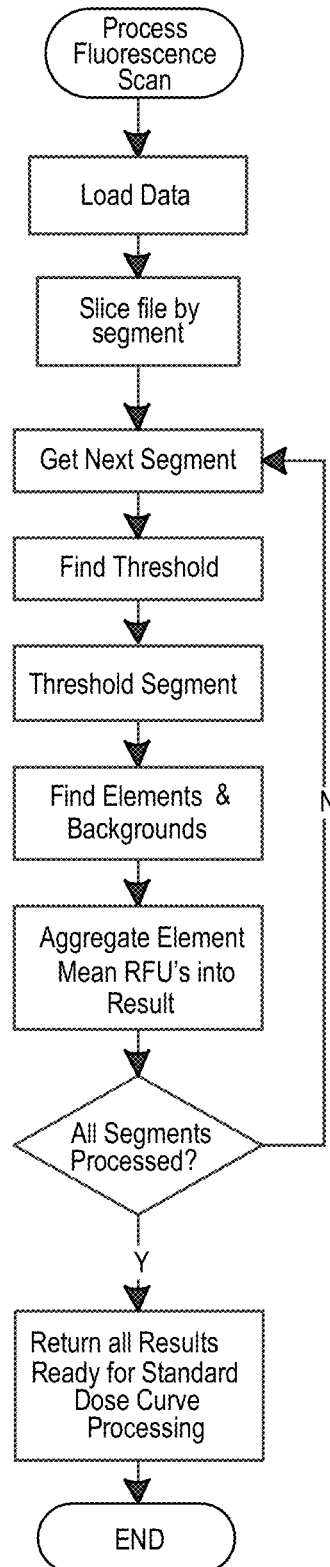 Process
Fluorescence
Scan
Load Data
Slice file by
segment
Get Next Segment
Find Threshold
Threshold Segment
Find Elements &
Backgrounds
N
Aggregate Element
Mean RFU's into
Result
All Segments
Processed?
Y
Return all Results
Ready for Standard
Dose Curve
Processing
END